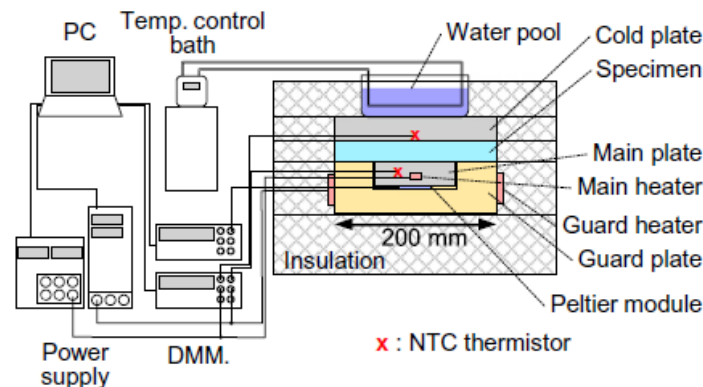 PC
Temp. control
bath
Water pool
Cold plate
Specimen
Main plate
Main heater
Guard heater
Guard plate
Peltier module
200 mm
Insulation
Power
supply
DMM.
x : NTC thermistor
x
x